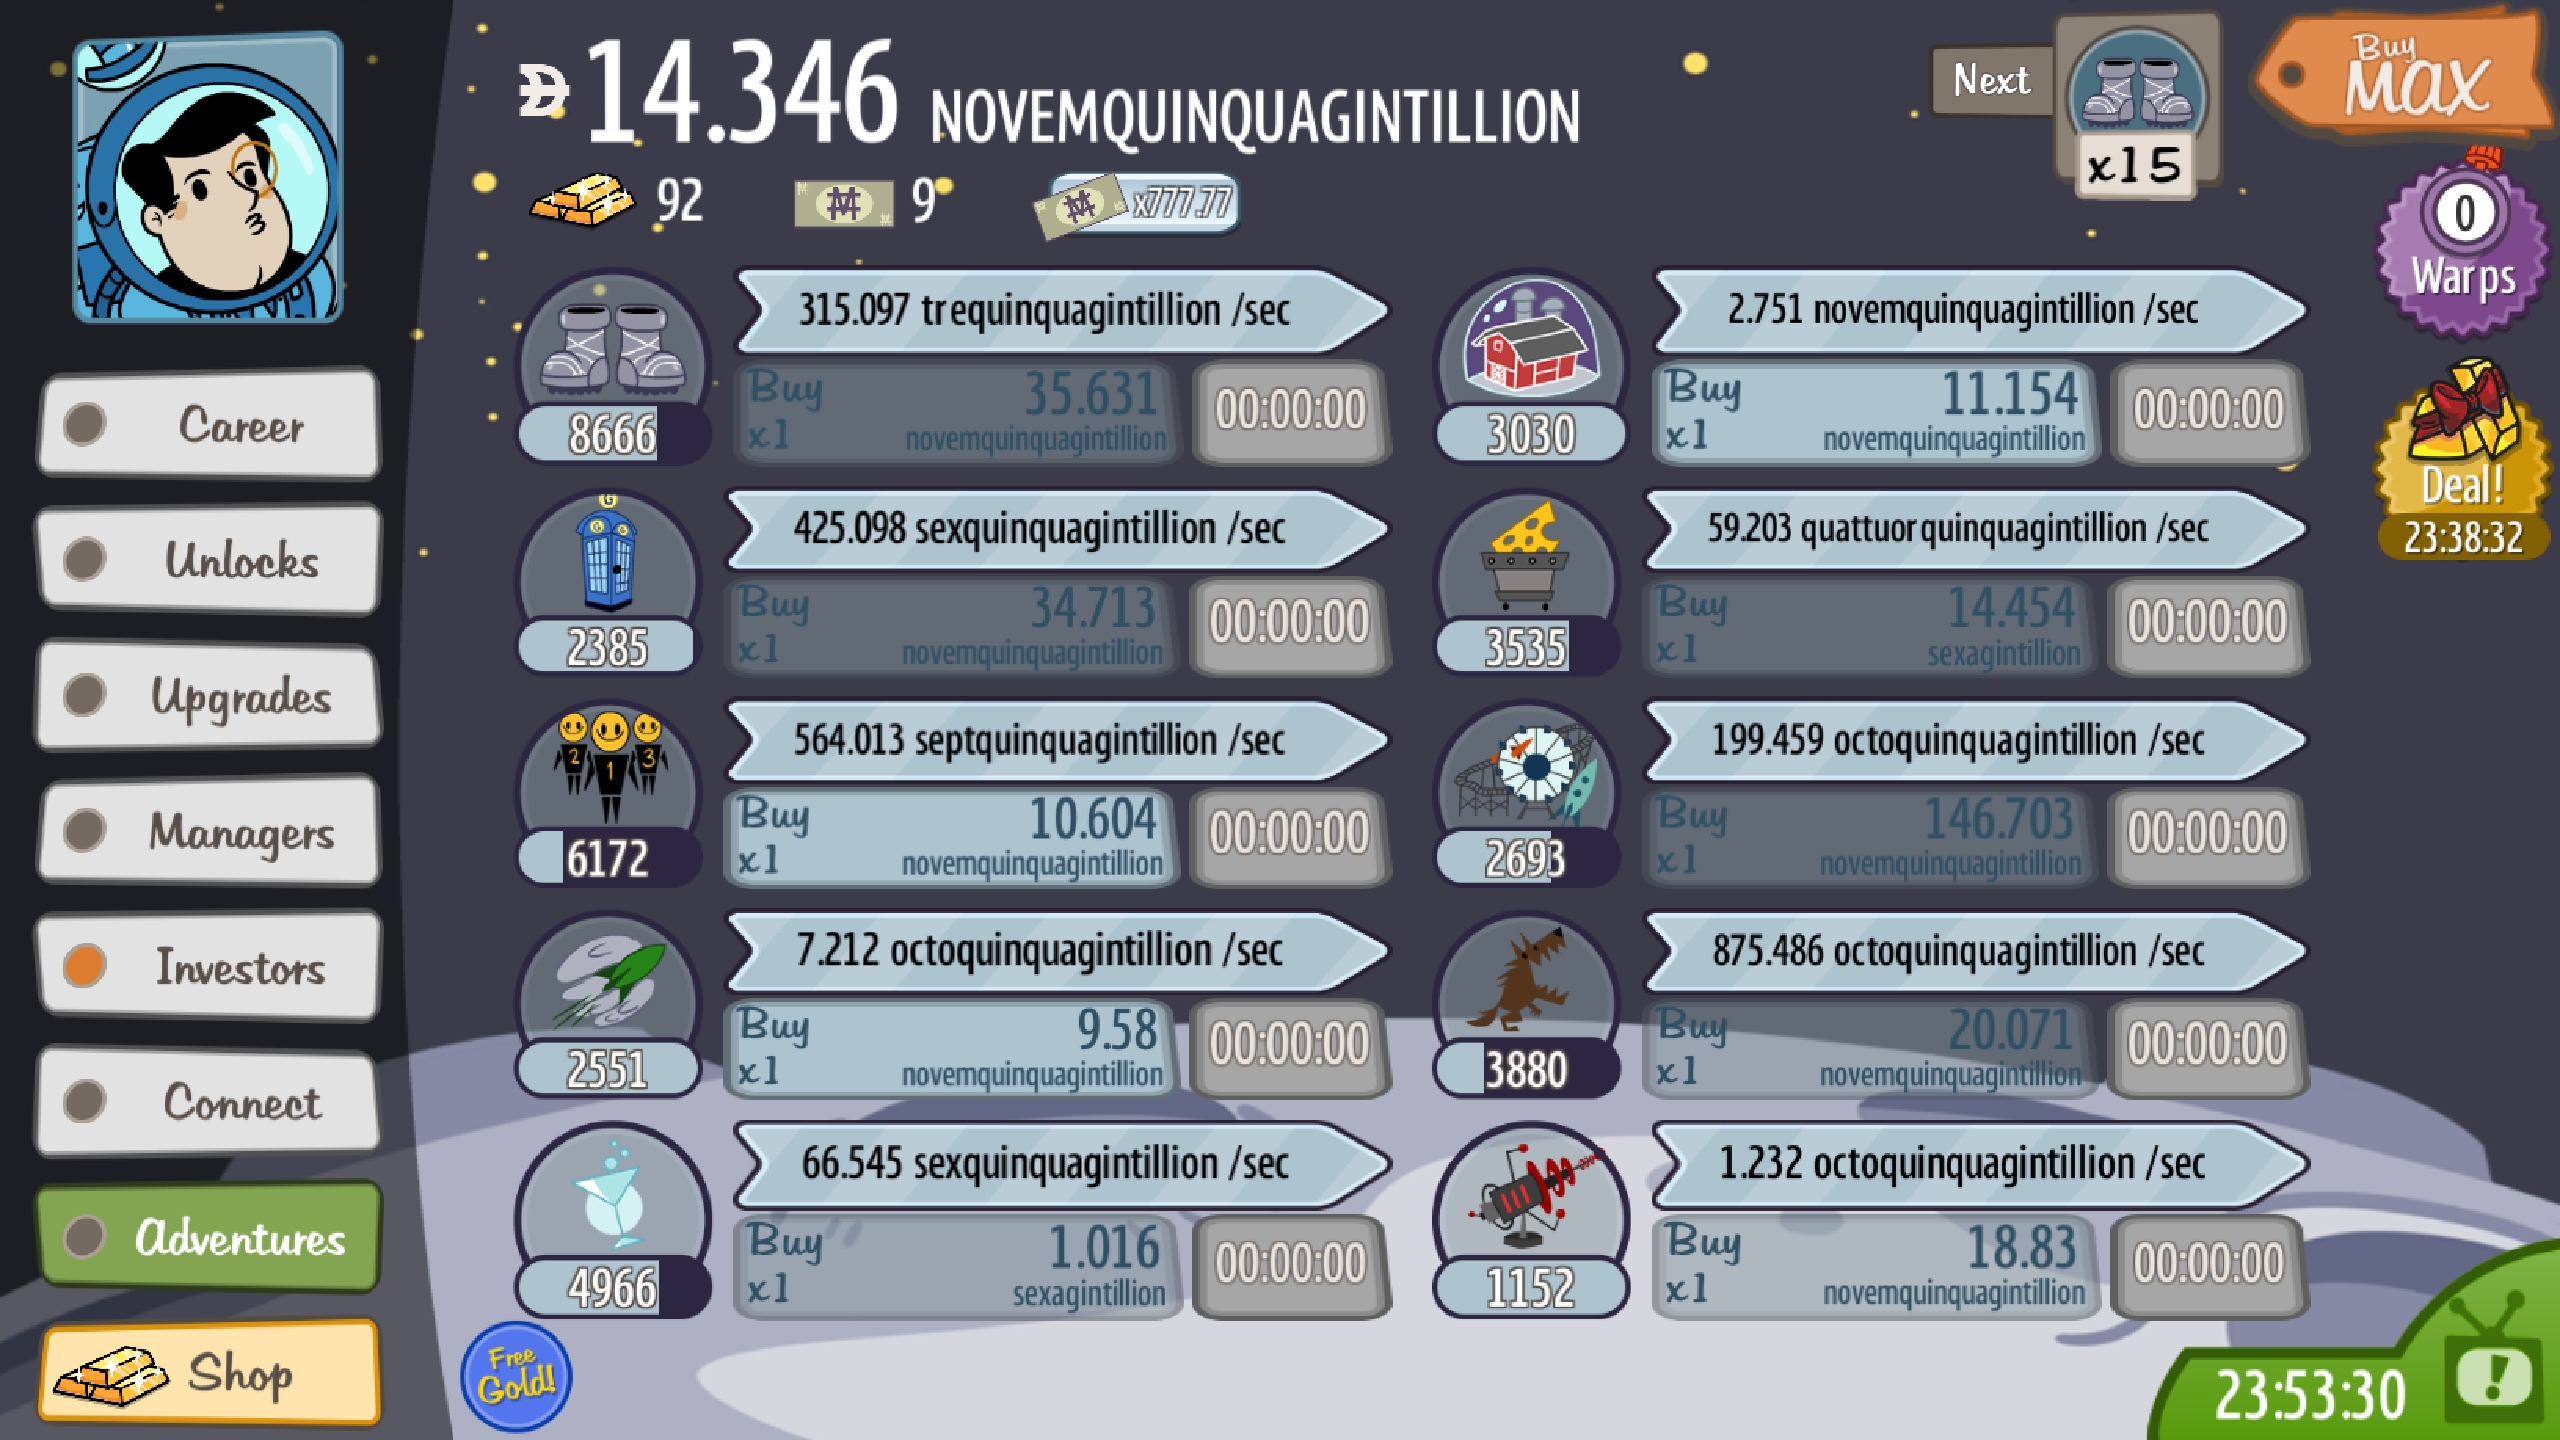 14.346 NOVEMQUINQUAGINTILLION
Next
x15
Buy
MAX
92
9
x777.77
0
Warps
Deal!
23:38:32
Career
Unlocks
Upgrades
Managers
Investors
Connect
Adventures
Shop
315.097 trequinquagintillion /sec
8666
Buy
x1
35.631
novemquinquagintillion
00:00:00
2.751 novemquinquagintillion /sec
3030
Buy
x1
11.154
novemquinquagintillion
00:00:00
G
G G
425.098 sexquinquagintillion /sec
2385
Buy
x1
34.713
novemquinquagintillion
00:00:00
59.203 quattuorquinquagintillion /sec
3535
Buy
x1
14.454
sexagintillion
00:00:00
2 1 3
564.013 septquinquagintillion /sec
6172
Buy
x1
10.604
novemquinquagintillion
00:00:00
199.459 octoquinquagintillion /sec
2693
Buy
x1
146.703
novemquinquagintillion
00:00:00
7.212 octoquinquagintillion /sec
2551
Buy
x1
9.58
novemquinquagintillion
00:00:00
875.486 octoquinquagintillion /sec
3880
Buy
x1
20.071
novemquinquagintillion
00:00:00
66.545 sexquinquagintillion /sec
4966
Buy
x1
1.016
sexagintillion
00:00:00
1.232 octoquinquagintillion /sec
1152
Buy
x1
18.83
novemquinquagintillion
00:00:00
Free
Gold!
23:53:30
!